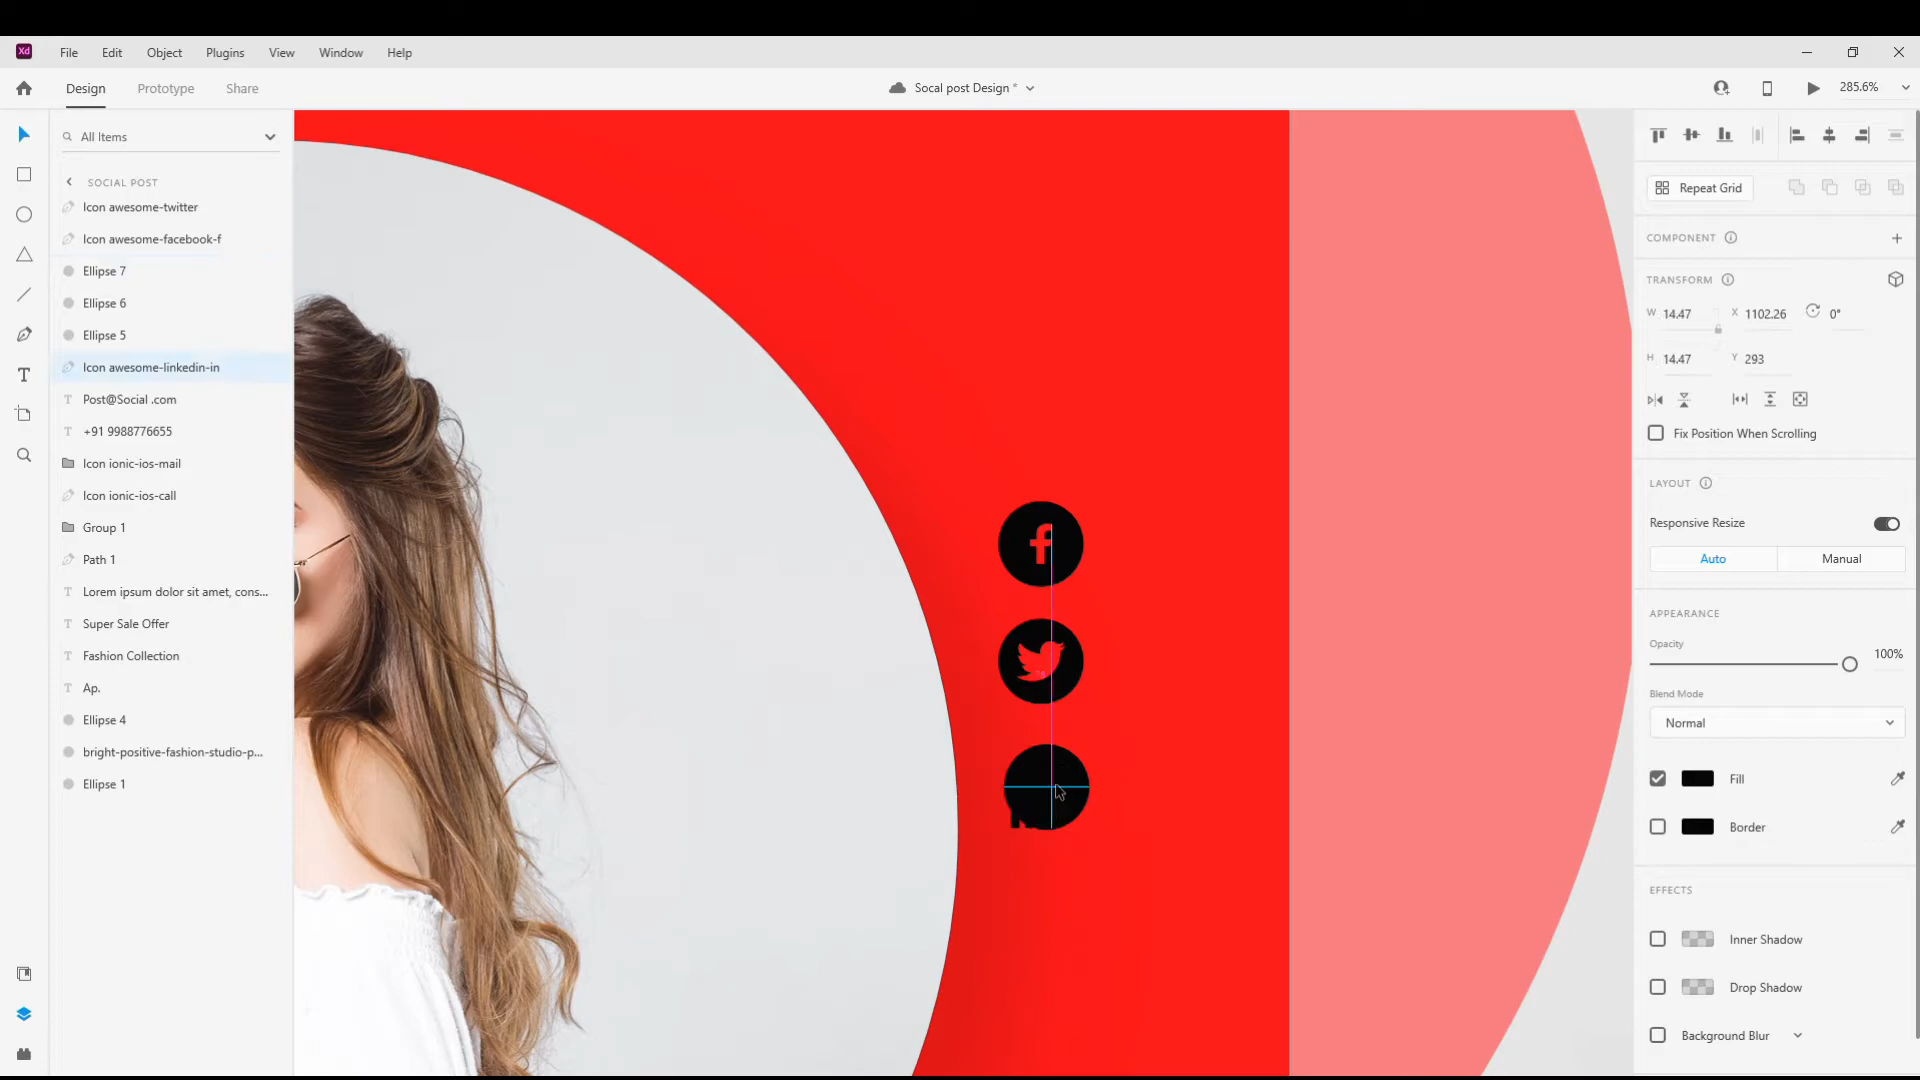 Xd File Edit Object Plugins View Window Help
Design Prototype Share Socal post Design * 285.6%
All Items
SOCIAL POST
Icon awesome-twitter
Icon awesome-facebook-f
Ellipse 7
Ellipse 6
Ellipse 5
Icon awesome-linkedin-in
Post@Social .com
+91 9988776655
Icon ionic-ios-mail
Icon ionic-ios-call
Group 1
Path 1
Lorem ipsum dolor sit amet, cons...
Super Sale Offer
Fashion Collection
Ap.
Ellipse 4
bright-positive-fashion-studio-p...
Ellipse 1
Repeat Grid
COMPONENT
TRANSFORM
W 14.47 X 1102.26 0°
H 14.47 Y 293
Fix Position When Scrolling
LAYOUT
Responsive Resize
Auto Manual
APPEARANCE
Opacity
100%
Blend Mode
Normal
Fill
Border
EFFECTS
Inner Shadow
Drop Shadow
Background Blur